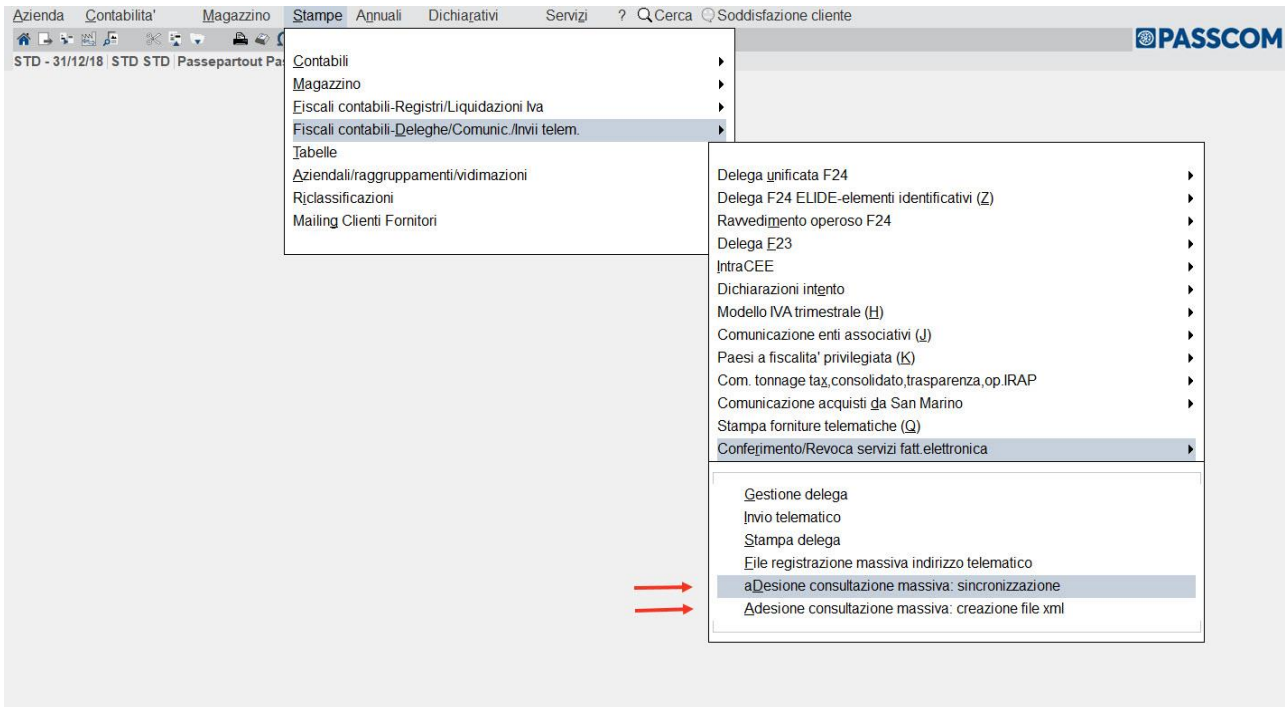 Azienda Contabilita' Magazzino Stampe Annuali Dichiarativi Servizi ? Cerca Soddisfazione cliente
PASSCOM
STD - 31/12/18 STD STD Passepartout Pas
Contabili
Magazzino
Fiscali contabili-Registri/Liquidazioni Iva
Fiscali contabili-Deleghe/Comunic./Invii telem.
Tabelle
Aziendali/raggruppamenti/vidimazioni
Riclassificazioni
Mailing Clienti Fornitori
Delega unificata F24
Delega F24 ELIDE-elementi identificativi (Z)
Ravvedimento operoso F24
Delega F23
IntraCEE
Dichiarazioni intento
Modello IVA trimestrale (H)
Comunicazione enti associativi (J)
Paesi a fiscalita' privilegiata (K)
Com. tonnage tax,consolidato,trasparenza,op.IRAP
Comunicazione acquisti da San Marino
Stampa forniture telematiche (Q)
Conferimento/Revoca servizi fatt.elettronica
Gestione delega
Invio telematico
Stampa delega
File registrazione massiva indirizzo telematico
aDesione consultazione massiva: sincronizzazione
Adesione consultazione massiva: creazione file xml